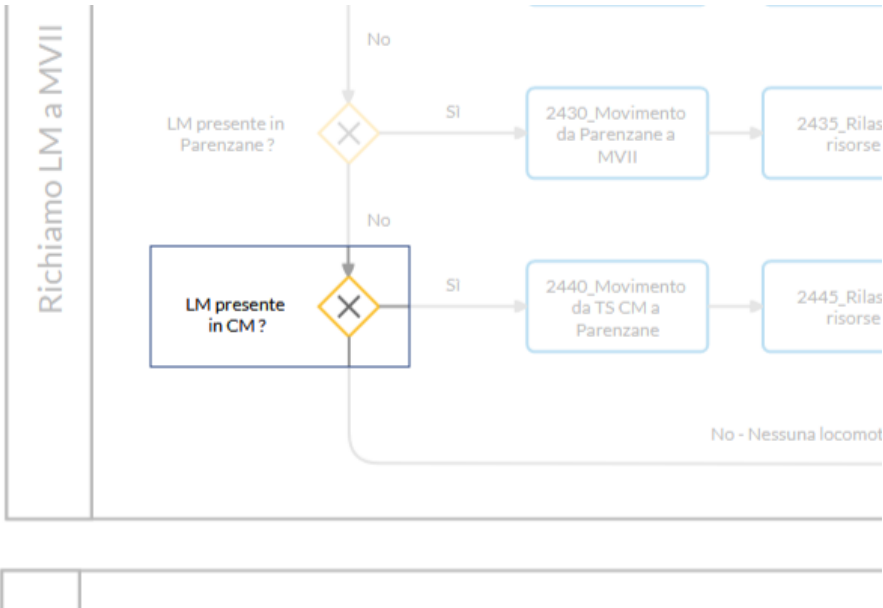 Richiamo LM a MVII
No
LM presente in
Parenzane ?
Sì
2430_Movimento
da Parenzane a
MVII
2435_Rilas
risorse
No
LM presente
in CM ?
Sì
2440_Movimento
da TS CM a
Parenzane
2445_Rilas
risorse
No - Nessuna locomot